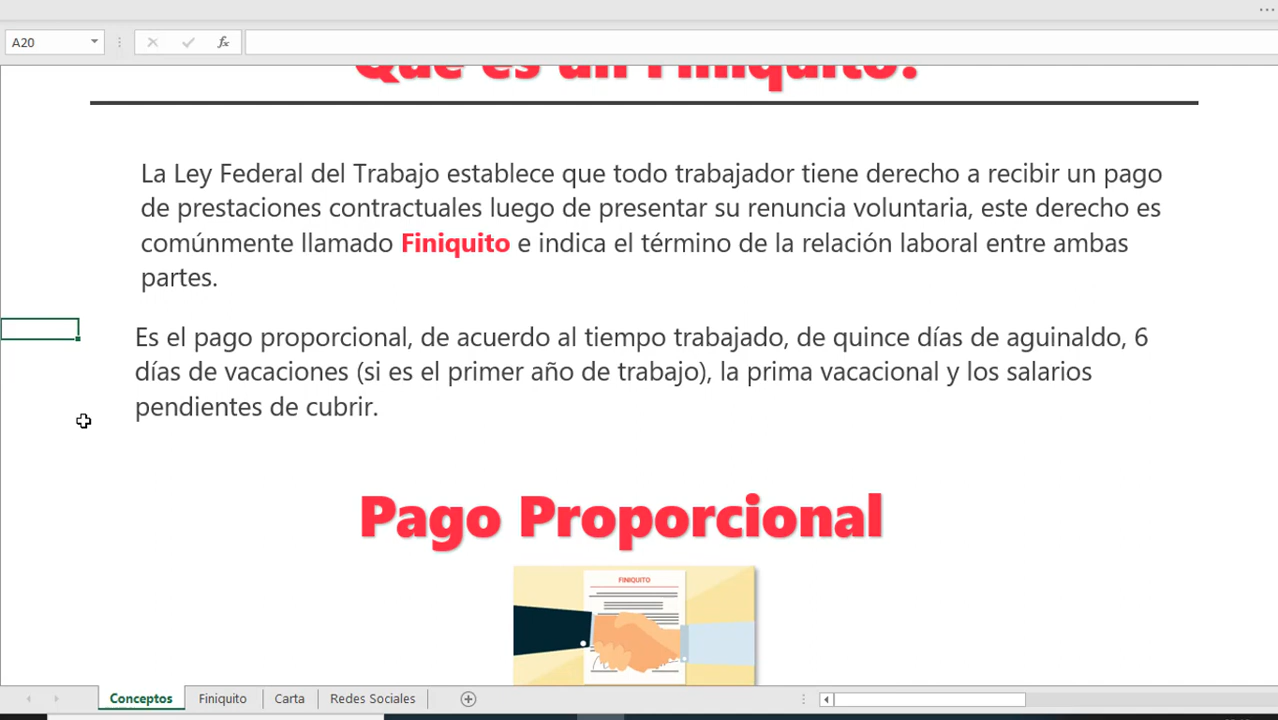 A20
fx
Qué es un Finiquito?
La Ley Federal del Trabajo establece que todo trabajador tiene derecho a recibir un pago
de prestaciones contractuales luego de presentar su renuncia voluntaria, este derecho es
comúnmente llamado Finiquito e indica el término de la relación laboral entre ambas
partes.
Es el pago proporcional, de acuerdo al tiempo trabajado, de quince días de aguinaldo, 6
días de vacaciones (si es el primer año de trabajo), la prima vacacional y los salarios
pendientes de cubrir.
Pago Proporcional
FINIQUITO
Conceptos Finiquito Carta Redes Sociales